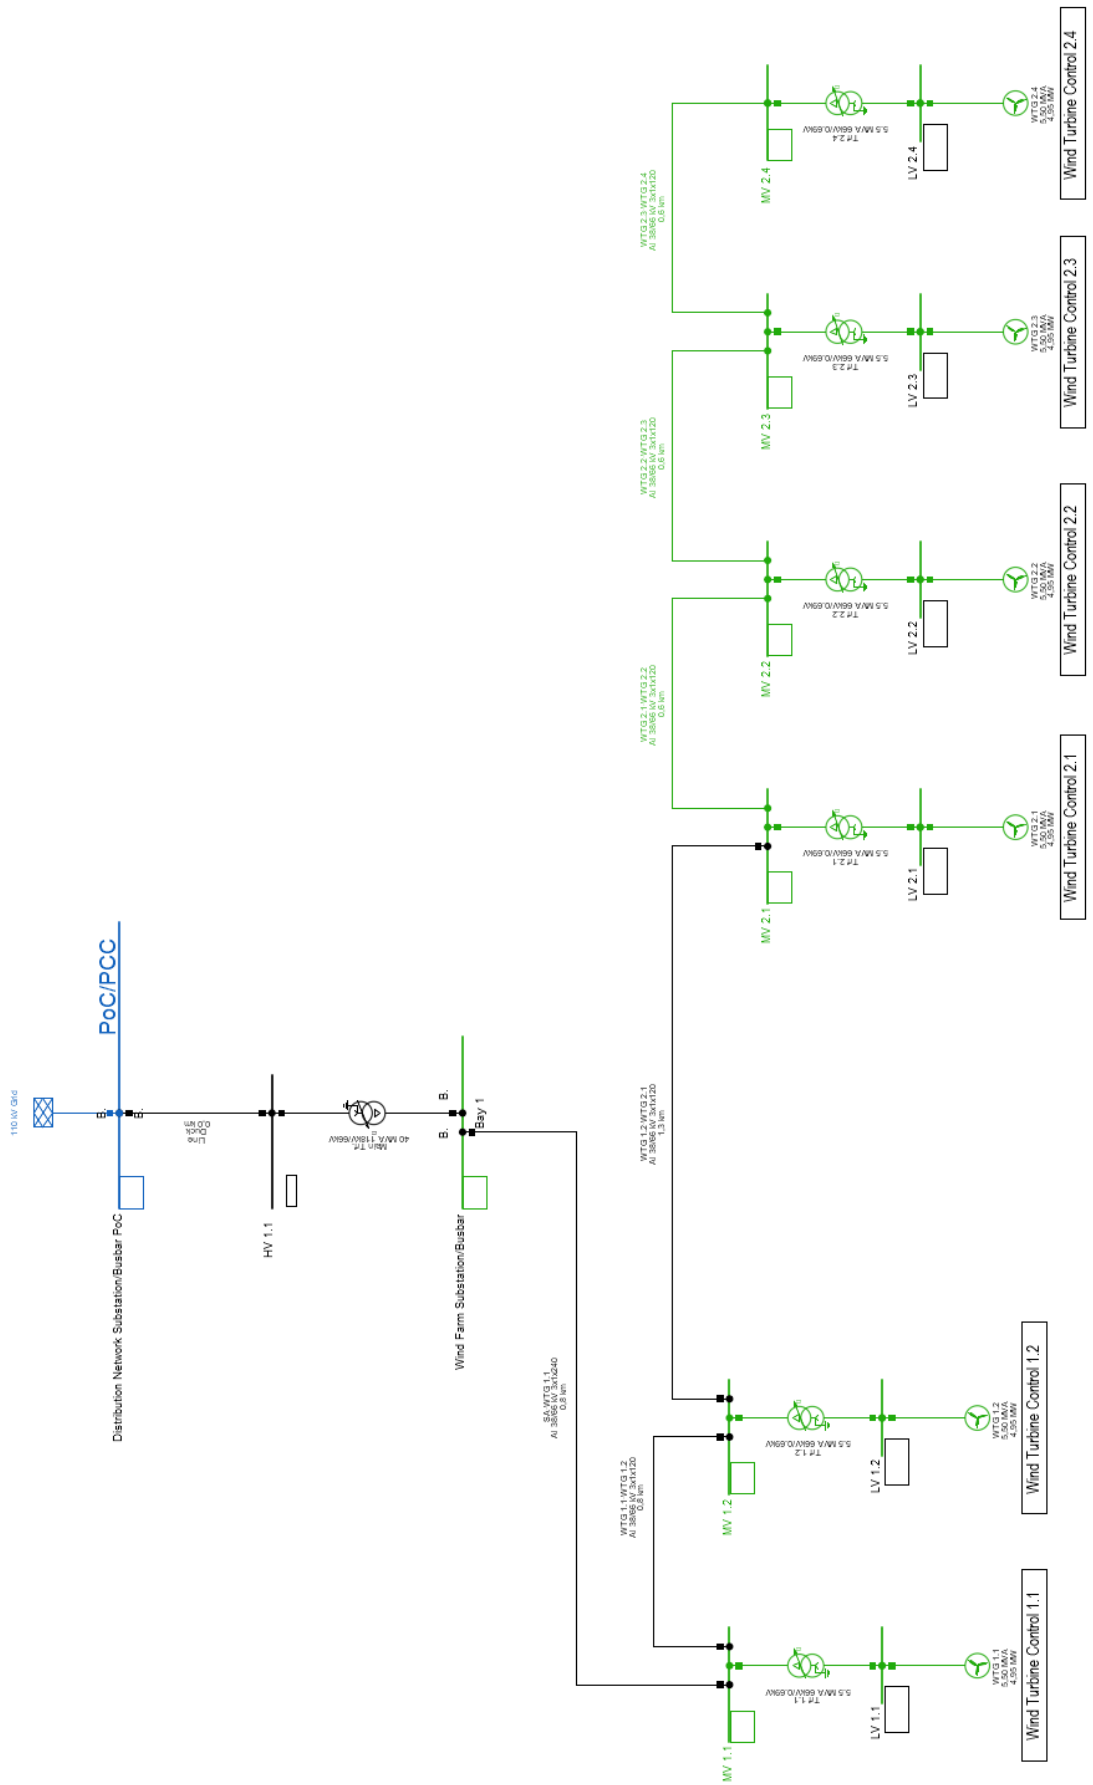 110 kV Grid
PoC/PCC
B.
B.
Distribution Network Substation/Busbar PoC
Line
Duck
0,0 km
HV 1.1
Main Trf.
40 MVA 118kV/66kV
B.
B.
Bay 1
Wind Farm Substation/Busbar
SA-WTG 1.1
Al 38/66 kV 3x1x240
0,8 km
WTG 1.1-WTG 1.2
Al 38/66 kV 3x1x120
0,8 km
WTG 1.2-WTG 2.1
Al 38/66 kV 3x1x120
1,3 km
WTG 2.1-WTG 2.2
Al 38/66 kV 3x1x120
0,6 km
WTG 2.2-WTG 2.3
Al 38/66 kV 3x1x120
0,6 km
WTG 2.3-WTG 2.4
Al 38/66 kV 3x1x120
0,6 km
MV 1.1
Trf 1.1
5.5 MVA 66kV/0.69kV
LV 1.1
WTG 1.1
5,50 MVA
4,95 MW
Wind Turbine Control 1.1
MV 1.2
Trf 1.2
5.5 MVA 66kV/0.69kV
LV 1.2
WTG 1.2
5,50 MVA
4,95 MW
Wind Turbine Control 1.2
MV 2.1
Trf 2.1
5.5 MVA 66kV/0.69kV
LV 2.1
WTG 2.1
5,50 MVA
4,95 MW
Wind Turbine Control 2.1
MV 2.2
Trf 2.2
5.5 MVA 66kV/0.69kV
LV 2.2
WTG 2.2
5,50 MVA
4,95 MW
Wind Turbine Control 2.2
MV 2.3
Trf 2.3
5.5 MVA 66kV/0.69kV
LV 2.3
WTG 2.3
5,50 MVA
4,95 MW
Wind Turbine Control 2.3
MV 2.4
Trf 2.4
5.5 MVA 66kV/0.69kV
LV 2.4
WTG 2.4
5,50 MVA
4,95 MW
Wind Turbine Control 2.4